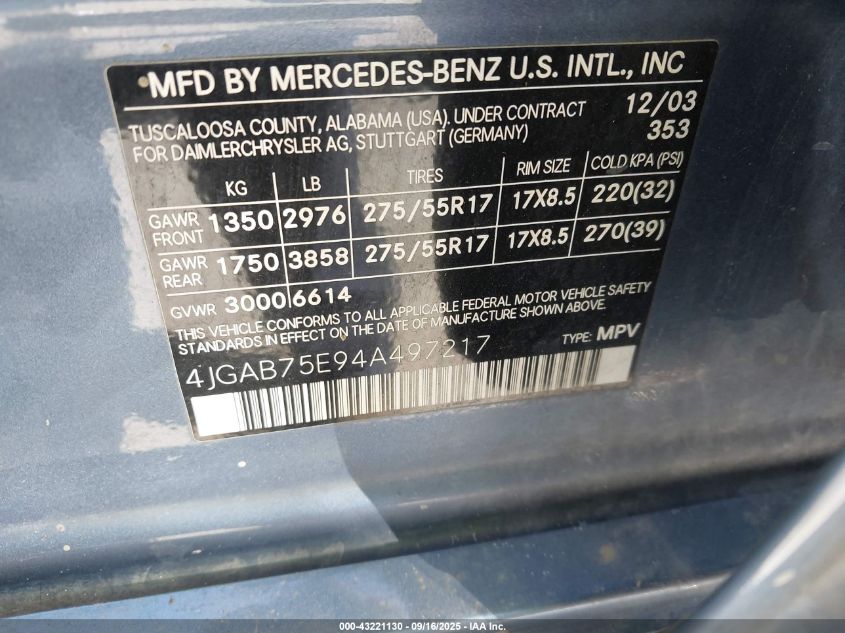 MFD BY MERCEDES-BENZ U.S. INTL., INC
TUSCALOOSA COUNTY, ALABAMA (USA). UNDER CONTRACT 12/03
FOR DAIMLERCHRYSLER AG, STUTTGART (GERMANY) 353
KG LB TIRES RIM SIZE COLD KPA (PSI)
GAWR FRONT 1350 2976 275/55R17 17X8.5 220(32)
GAWR REAR 1750 3858 275/55R17 17X8.5 270(39)
GVWR 3000 6614
THIS VEHICLE CONFORMS TO ALL APPLICABLE FEDERAL MOTOR VEHICLE SAFETY
STANDARDS IN EFFECT ON THE DATE OF MANUFACTURE SHOWN ABOVE.
4JGAB75E94A497217 TYPE: MPV
000-43221130 - 09/16/2025 - IAA Inc.